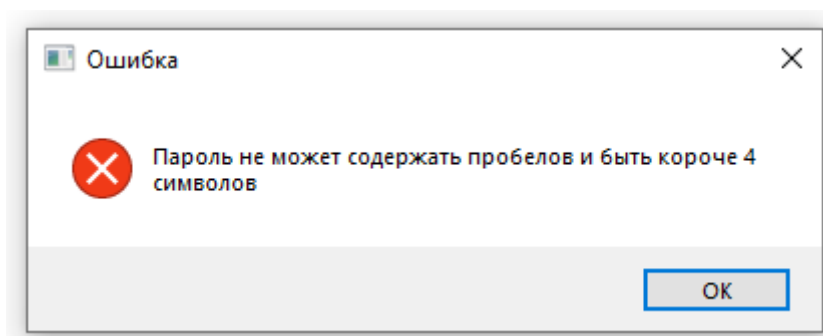 Ошибка
Пароль не может содержать пробелов и быть короче 4
символов
OK